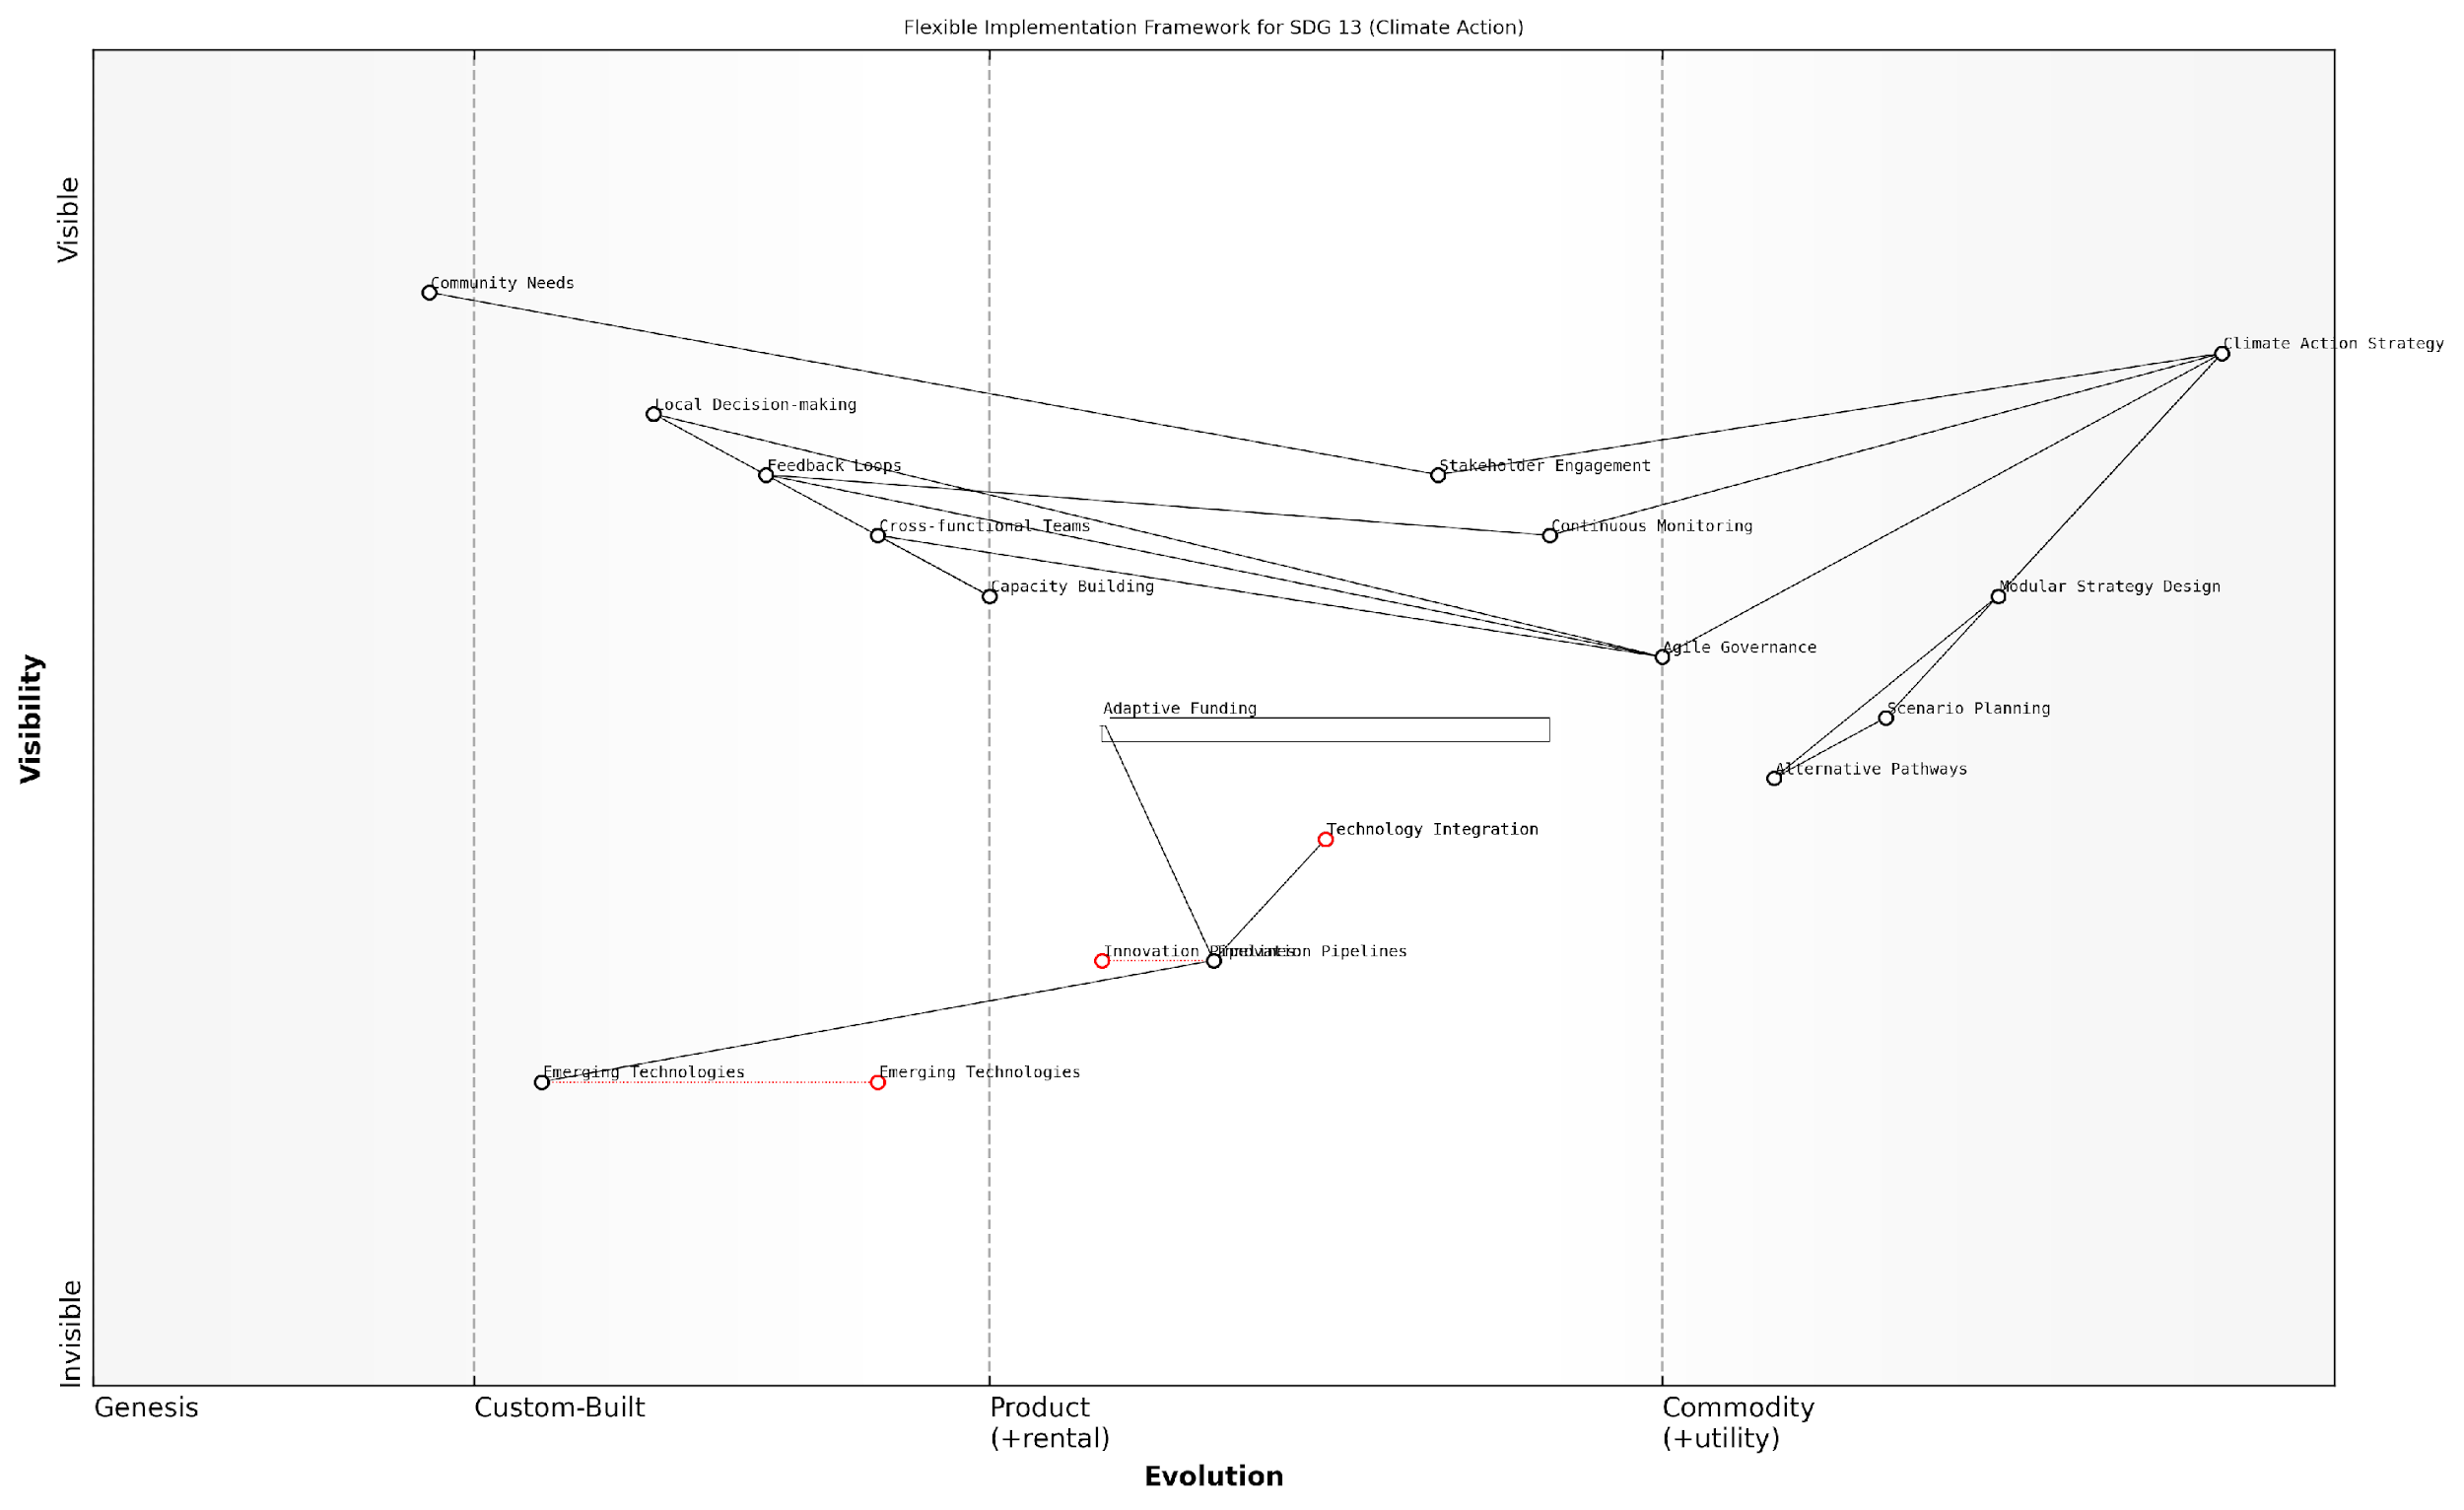 Flexible Implementation Framework for SDG 13 (Climate Action)
Visible
Community Needs
Climate Action Strategy
Local Decision-making
Feedback Loops
Stakeholder Engagement
Cross-functional Teams
Continuous Monitoring
Capacity Building
Modular Strategy Design
Agile Governance
Visibility
Adaptive Funding
Scenario Planning
Alternative Pathways
Technology Integration
Innovation Pipelines
Innovation Pipelines
Emerging Technologies
Emerging Technologies
Invisible
Genesis
Custom-Built
Product
(+rental)
Commodity
(+utility)
Evolution